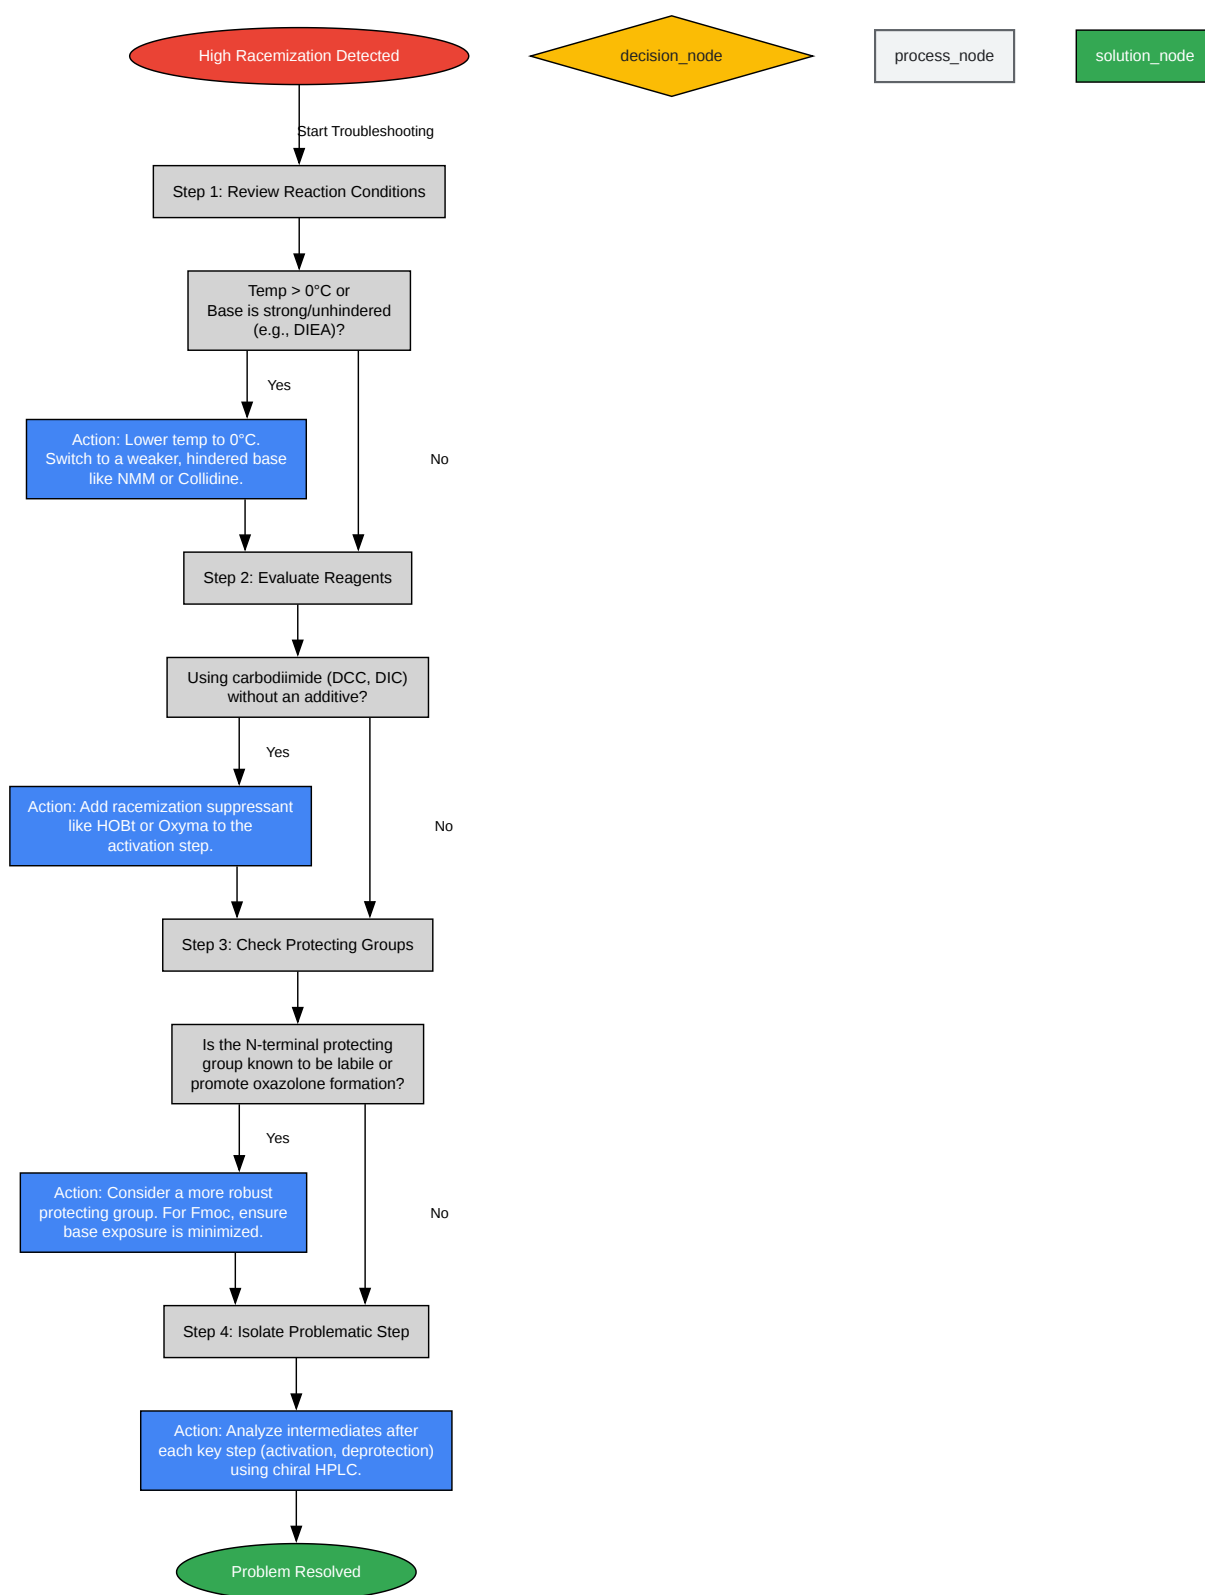 High Racemization Detected
decision_node
process_node
solution_node
Start Troubleshooting
Step 1: Review Reaction Conditions
Temp > 0°C or
Base is strong/unhindered
(e.g., DIEA)?
Yes
Action: Lower temp to 0°C.
Switch to a weaker, hindered base
like NMM or Collidine.
No
Step 2: Evaluate Reagents
Using carbodiimide (DCC, DIC)
without an additive?
Yes
Action: Add racemization suppressant
like HOBt or Oxyma to the
activation step.
No
Step 3: Check Protecting Groups
Is the N-terminal protecting
group known to be labile or
promote oxazolone formation?
Yes
Action: Consider a more robust
protecting group. For Fmoc, ensure
base exposure is minimized.
No
Step 4: Isolate Problematic Step
Action: Analyze intermediates after
each key step (activation, deprotection)
using chiral HPLC.
Problem Resolved